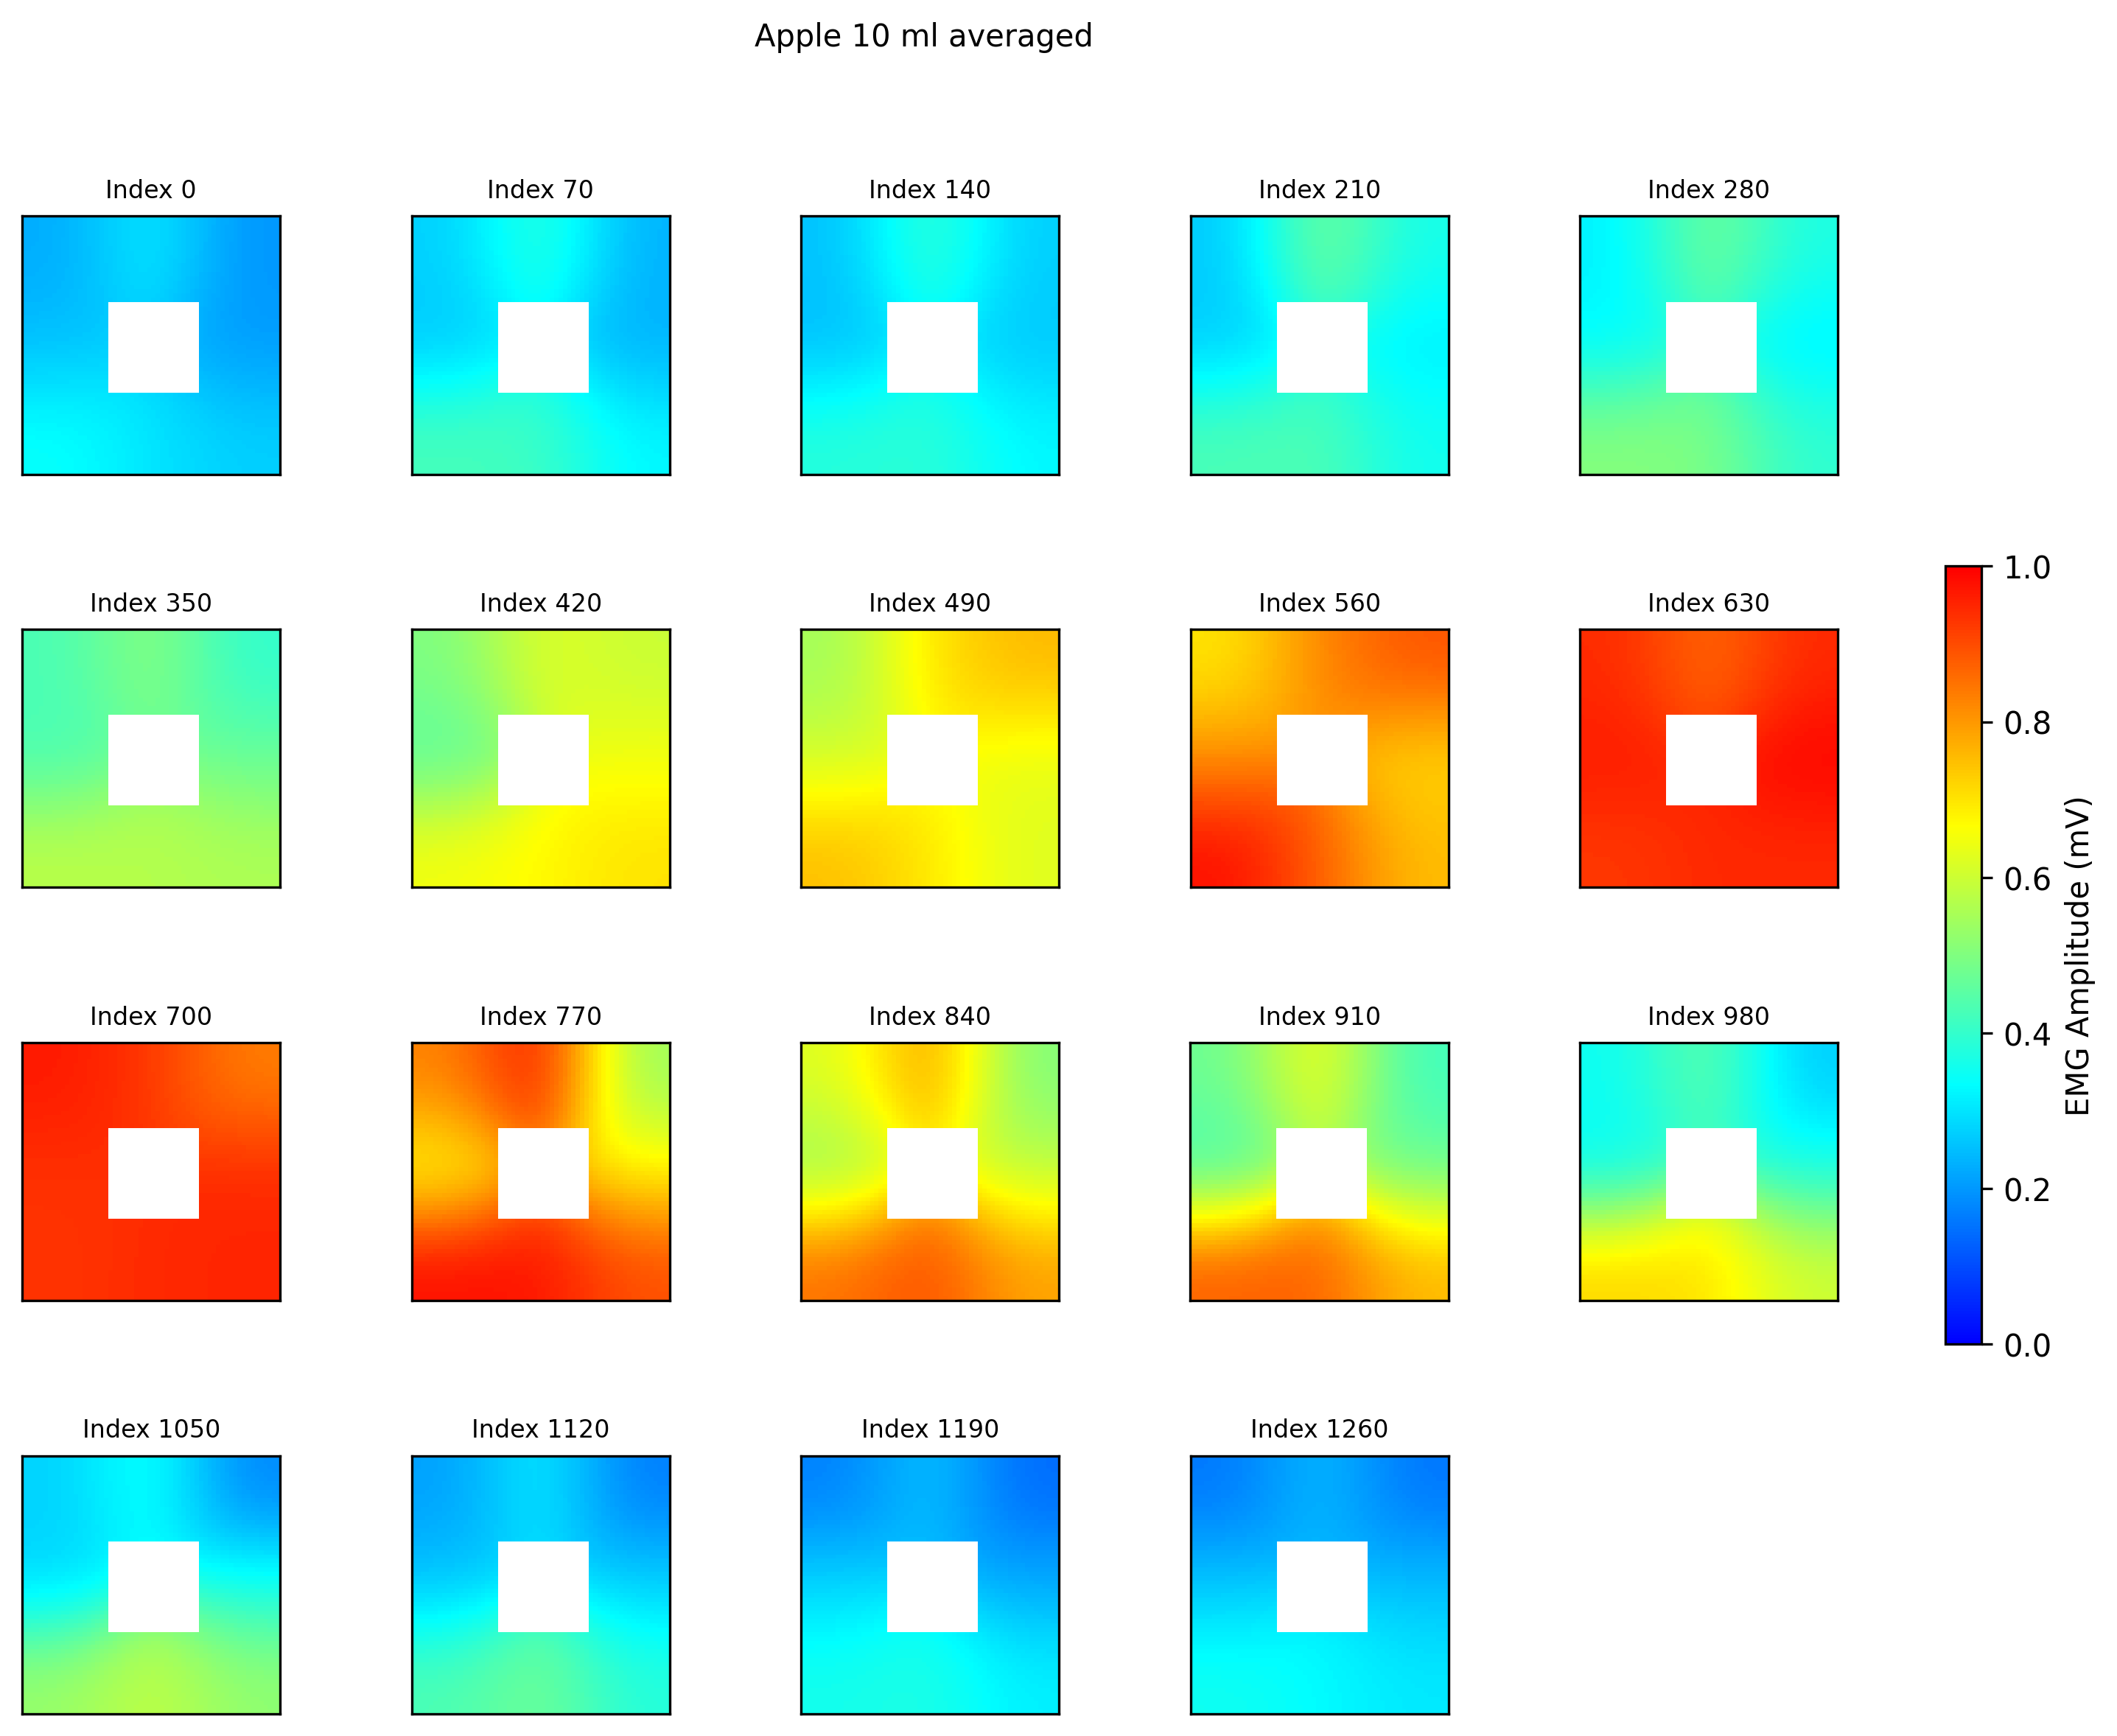 Apple 10 ml averaged
Index 0
Index 70
Index 140
Index 210
Index 280
Index 350
Index 420
Index 490
Index 560
Index 630
Index 700
Index 770
Index 840
Index 910
Index 980
Index 1050
Index 1120
Index 1190
Index 1260
1.0
0.8
0.6
0.4
0.2
0.0
EMG Amplitude (mV)